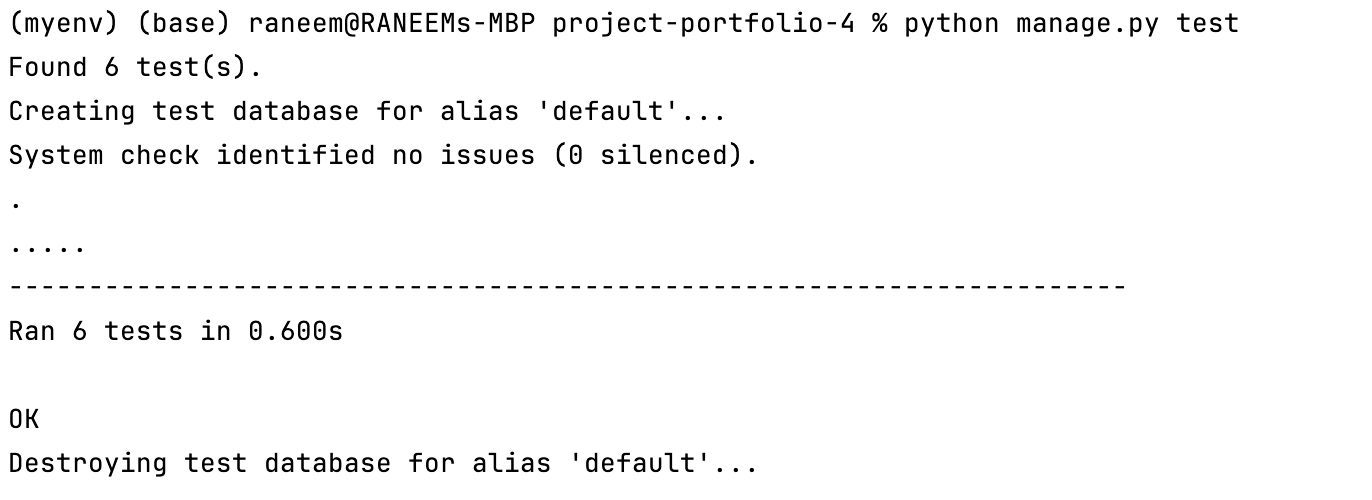 (myenv) (base) raneem@RANEEMs-MBP project-portfolio-4 % python manage.py test
Found 6 test(s).
Creating test database for alias 'default'...
System check identified no issues (0 silenced).
.
.....
----------------------------------------------------------------------
Ran 6 tests in 0.600s

OK
Destroying test database for alias 'default'...